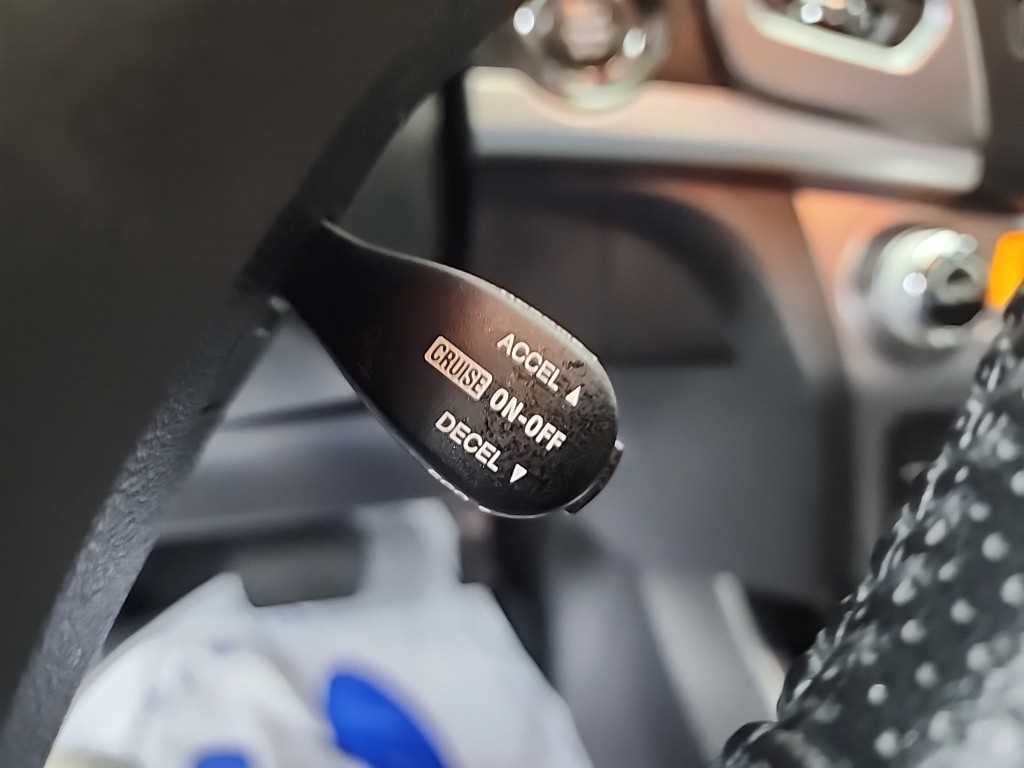 ACCEL ▲
CRUISE ON-OFF
DECEL ▼